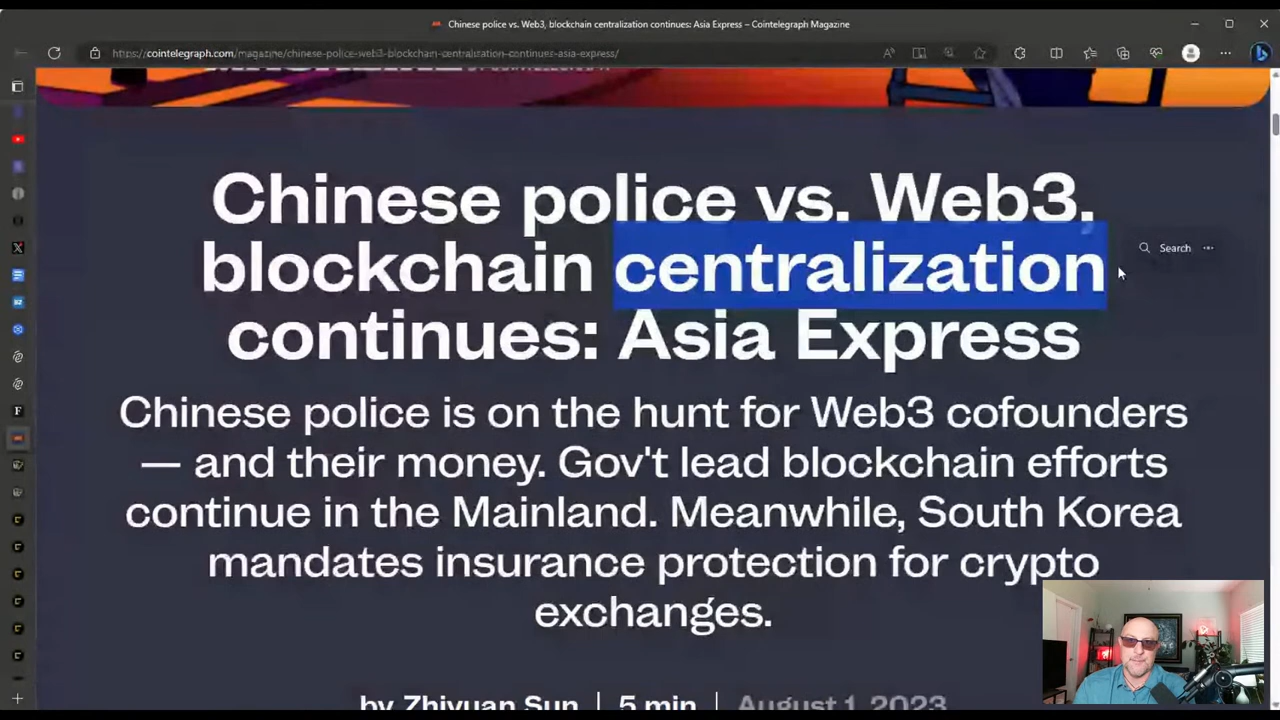 Chinese police vs. Web3, blockchain centralization continues: Asia Express – Cointelegraph Magazine
https://cointelegraph.com/magazine/chinese-police-web3-blockchain-centralization-continues-asia-express/
Chinese police vs. Web3,
blockchain centralization
continues: Asia Express
Search
Chinese police is on the hunt for Web3 cofounders
— and their money. Gov't lead blockchain efforts
continue in the Mainland. Meanwhile, South Korea
mandates insurance protection for crypto
exchanges.
by Zhiyuan Sun | 5 min | August 1, 2023